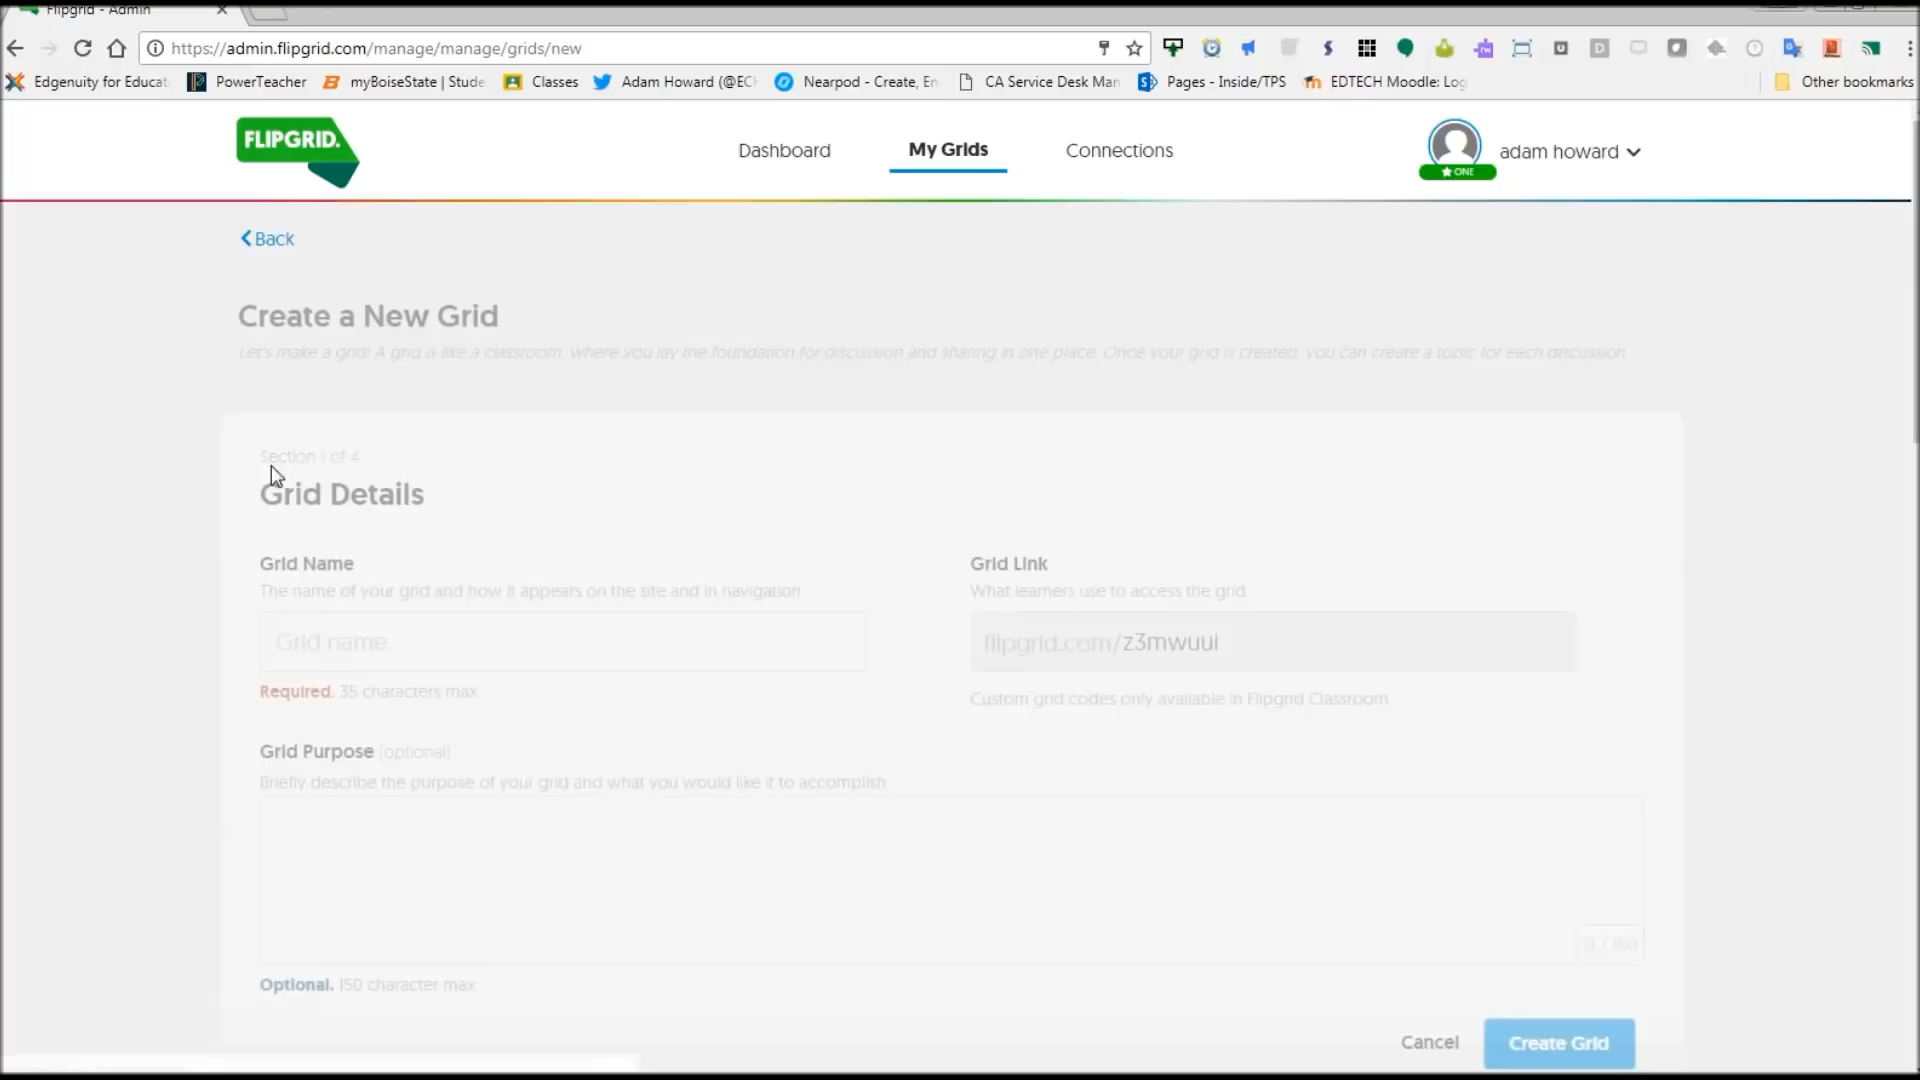 Flipgrid - Admin
https://admin.flipgrid.com/manage/manage/grids/new
Edgenuity for Educat
PowerTeacher
myBoiseState | Stude
Classes
Adam Howard (@ECH
Nearpod - Create, En
CA Service Desk Man
Pages - Inside/TPS
EDTECH Moodle: Log
Other bookmarks
FLIPGRID.
Dashboard
My Grids
Connections
ONE
adam howard
Back
Create a New Grid
Let's make a grid! A grid is like a classroom, where you lay the foundation for discussion and sharing in one place. Once your grid is created, you can create a topic for each discussion
Section 1 of 4
Grid Details
Grid Name
The name of your grid and how it appears on the site and in navigation
Grid name
Required. 35 characters max
Grid Link
What learners use to access the grid
flipgrid.com/z3mwuui
Custom grid codes only available in Flipgrid Classroom
Grid Purpose (optional)
Briefly describe the purpose of your grid and what you would like it to accomplish
Optional. 150 character max
Cancel
Create Grid